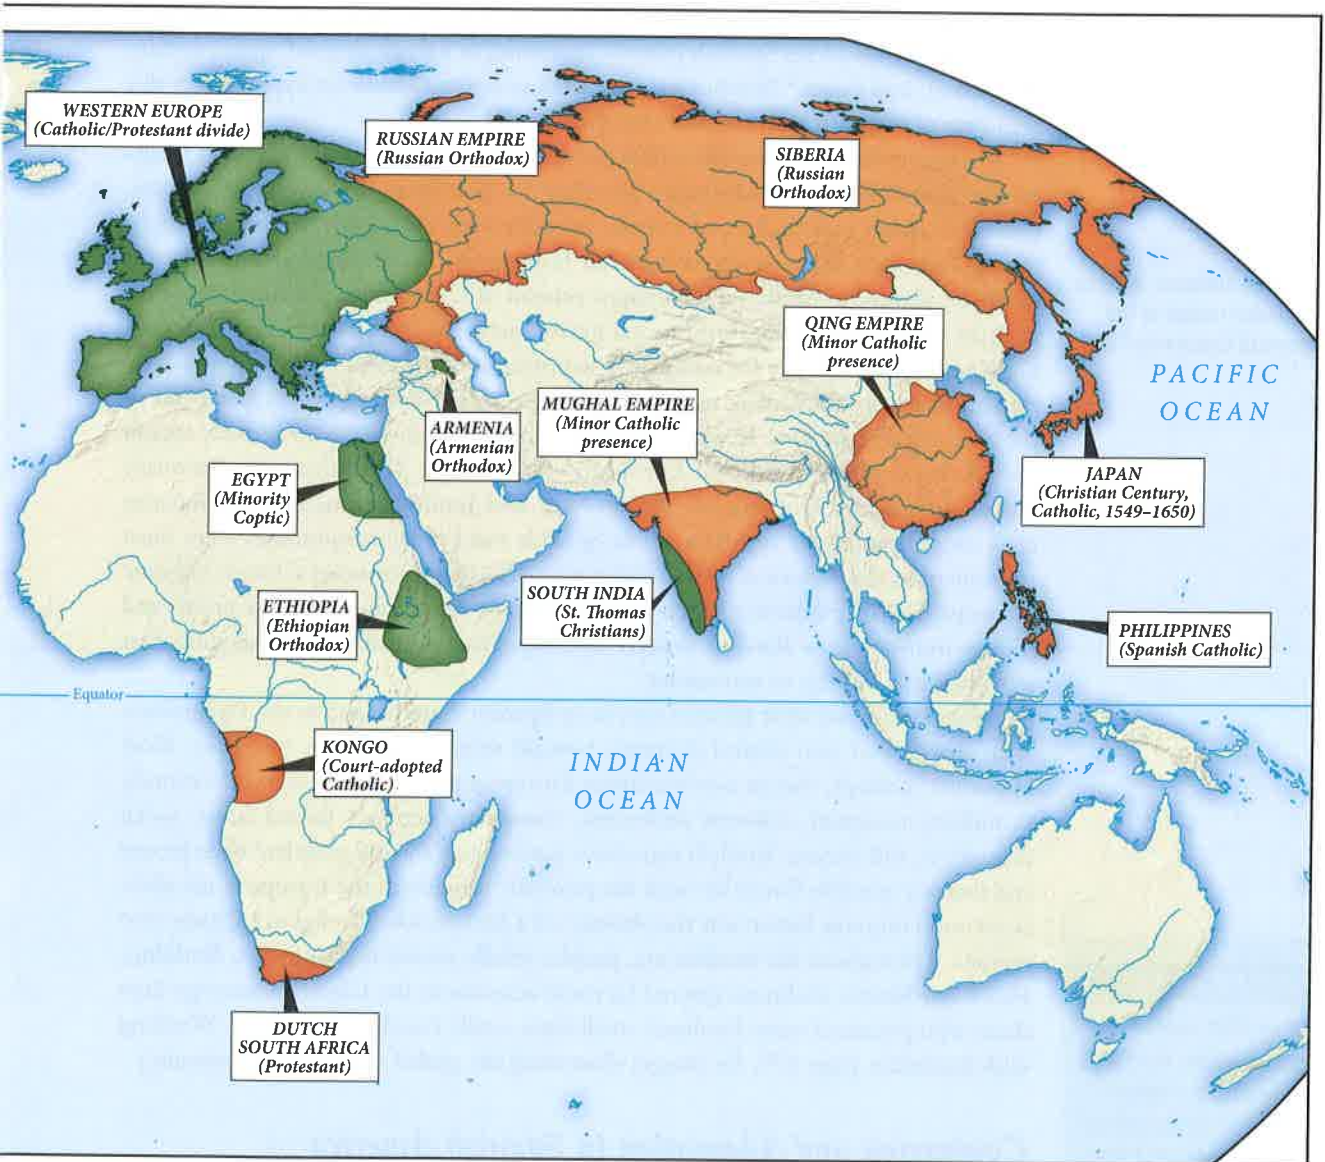 WESTERN EUROPE
(Catholic/Protestant divide)
RUSSIAN EMPIRE
(Russian Orthodox)
SIBERIA
(Russian
Orthodox)
QING EMPIRE
(Minor Catholic
presence)
PACIFIC
OCEAN
MUGHAL EMPIRE
(Minor Catholic
presence)
ARMENIA
(Armenian
Orthodox)
EGYPT
(Minority
Coptic)
JAPAN
(Christian Century,
Catholic, 1549–1650)
ETHIOPIA
(Ethiopian
Orthodox)
SOUTH INDIA
(St. Thomas
Christians)
PHILIPPINES
(Spanish Catholic)
Equator
KONGO
(Court-adopted
Catholic)
INDIAN
OCEAN
DUTCH
SOUTH AFRICA
(Protestant)